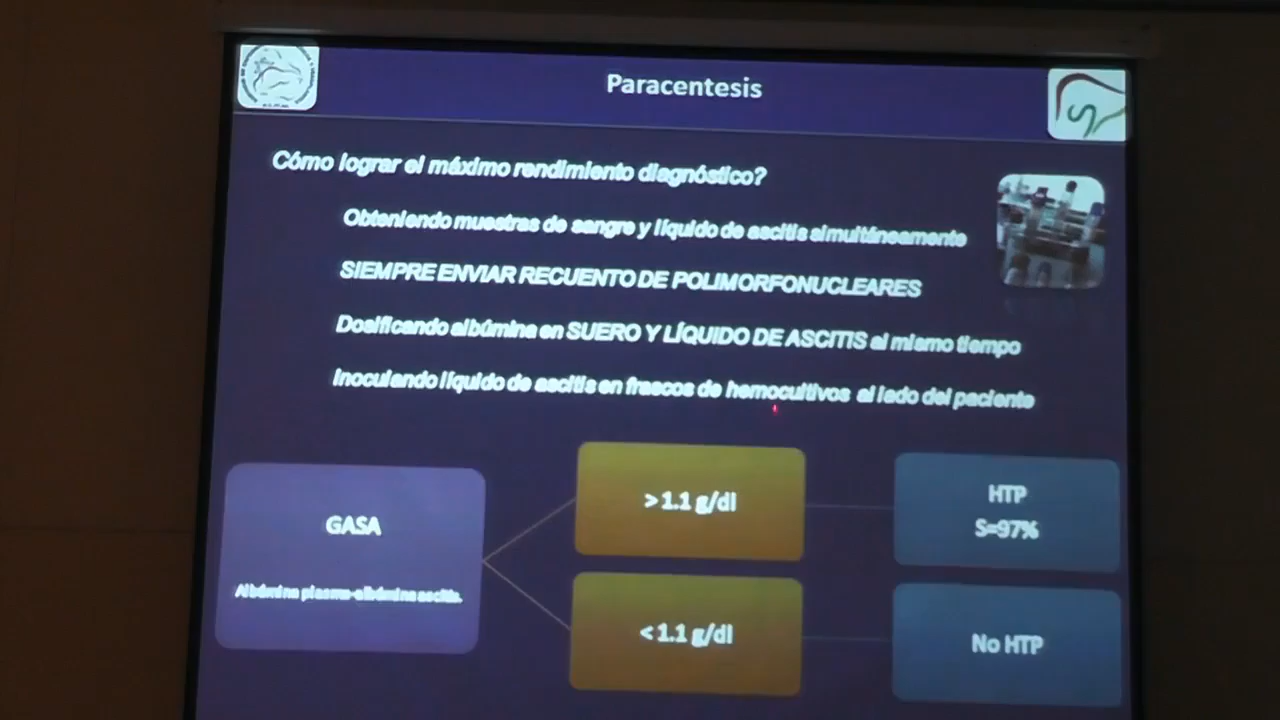 Paracentesis
Cómo lograr el máximo rendimiento diagnóstico?
Obteniendo muestras de sangre y líquido de ascitis simultáneamente
SIEMPRE ENVIAR RECUENTO DE POLIMORFONUCLEARES
Dosificando albúmina en SUERO Y LÍQUIDO DE ASCITIS al mismo tiempo
Inoculando líquido de ascitis en frascos de hemocultivos al lado del paciente
GASA
Albúmina plasma-albúmina ascitis.
>1.1 g/dl
<1.1 g/dl
HTP
S=97%
No HTP